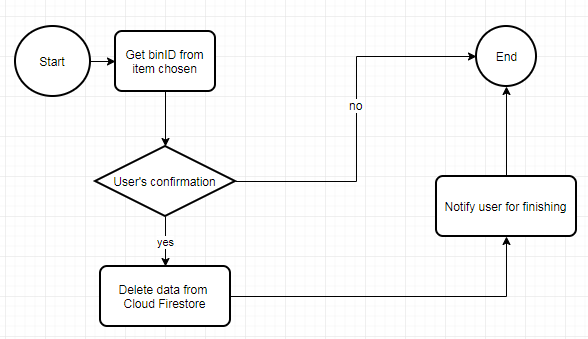 Start
Get binID from
item chosen
End
no
User's confirmation
Notify user for finishing
yes
Delete data from
Cloud Firestore